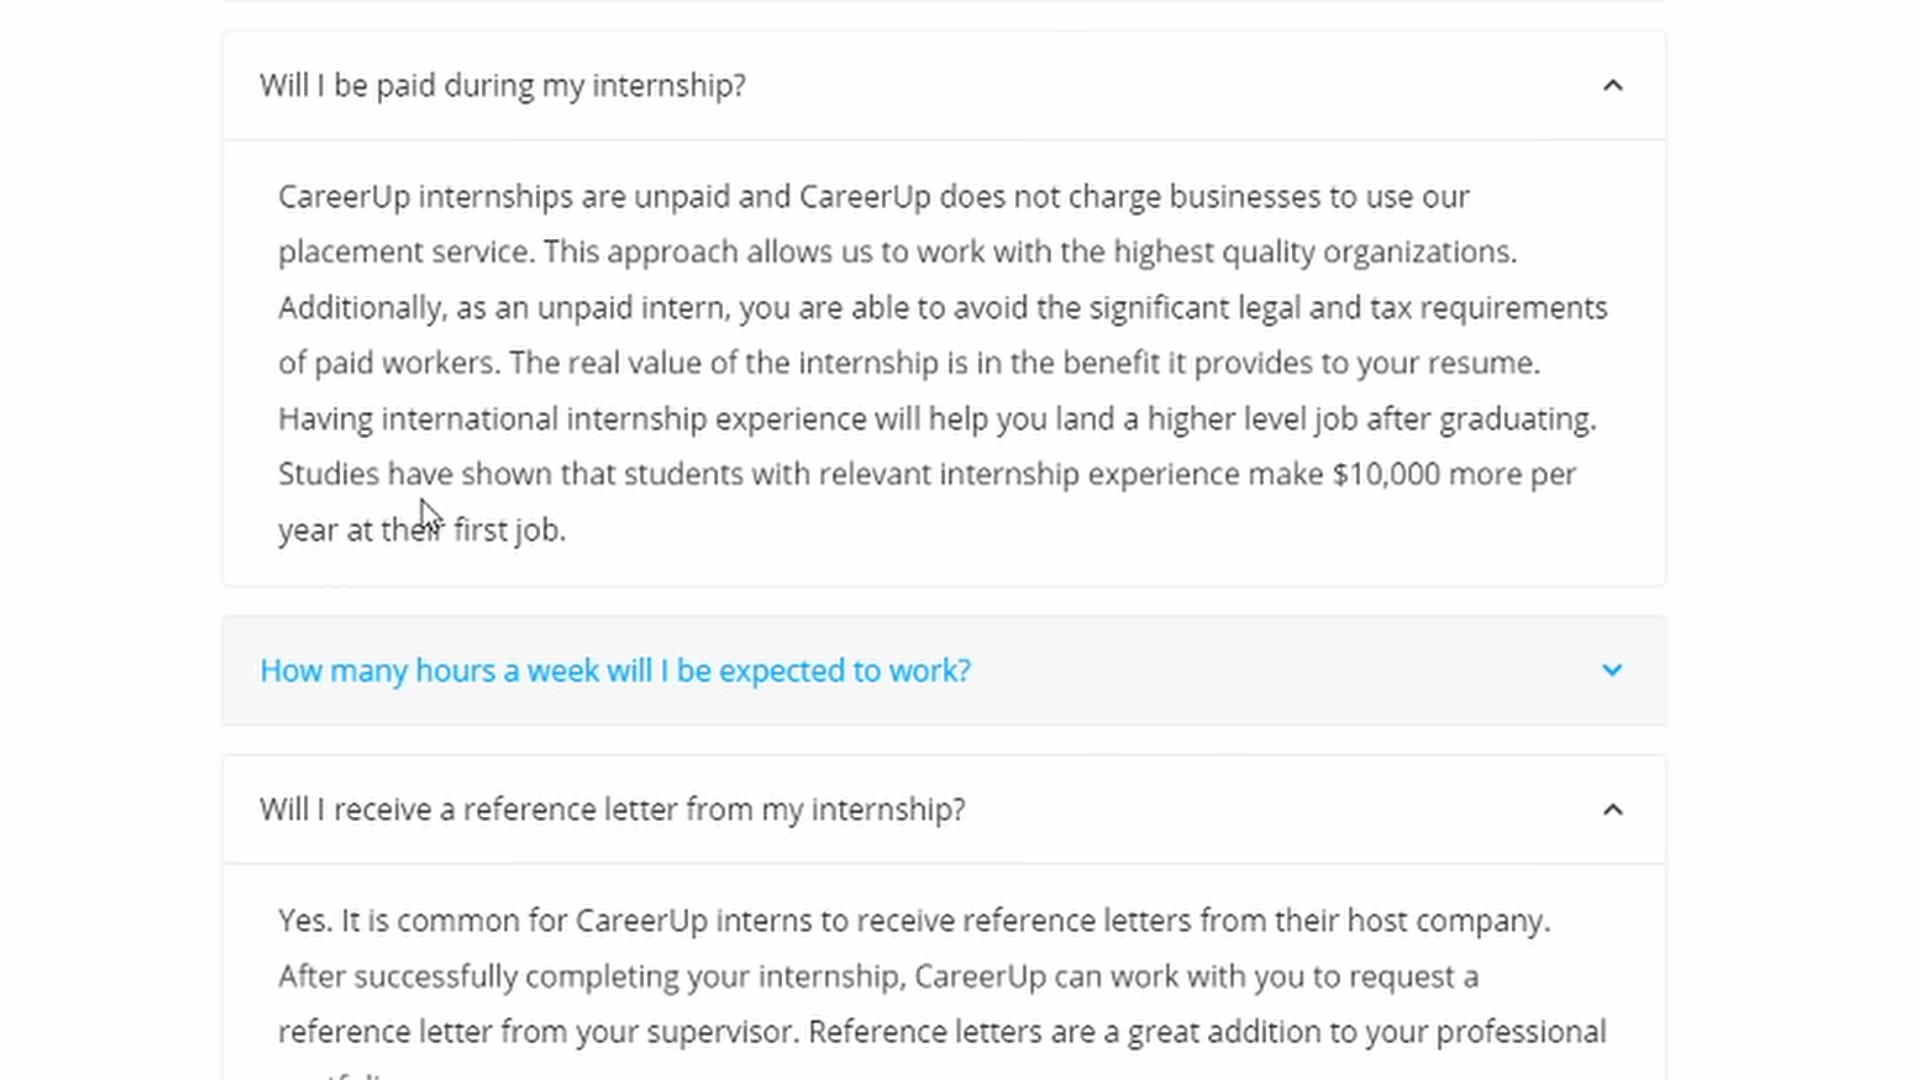 Will I be paid during my internship?
CareerUp internships are unpaid and CareerUp does not charge businesses to use our
placement service. This approach allows us to work with the highest quality organizations.
Additionally, as an unpaid intern, you are able to avoid the significant legal and tax requirements
of paid workers. The real value of the internship is in the benefit it provides to your resume.
Having international internship experience will help you land a higher level job after graduating.
Studies have shown that students with relevant internship experience make $10,000 more per
year at their first job.
How many hours a week will I be expected to work?
Will I receive a reference letter from my internship?
Yes. It is common for CareerUp interns to receive reference letters from their host company.
After successfully completing your internship, CareerUp can work with you to request a
reference letter from your supervisor. Reference letters are a great addition to your professional